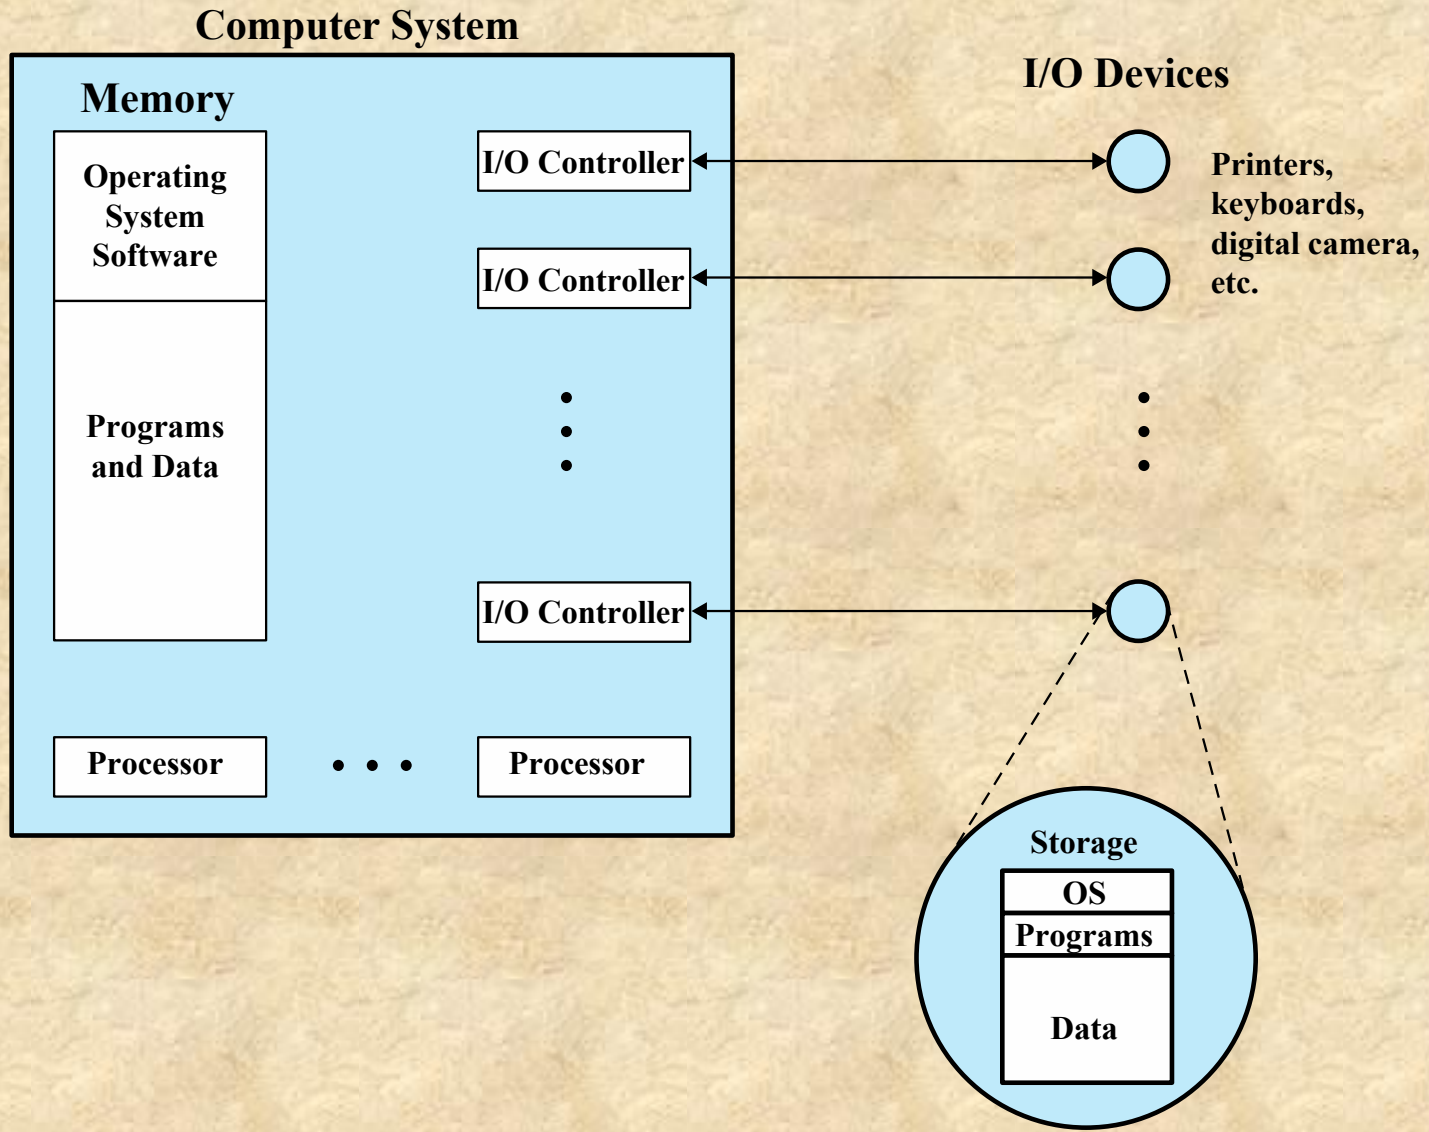 Computer System
I/O Devices
Memory
Operating
System
Software
Programs
and Data
I/O Controller
I/O Controller
I/O Controller
Processor
Processor
Printers,
keyboards,
digital camera,
etc.
Storage
OS
Programs
Data